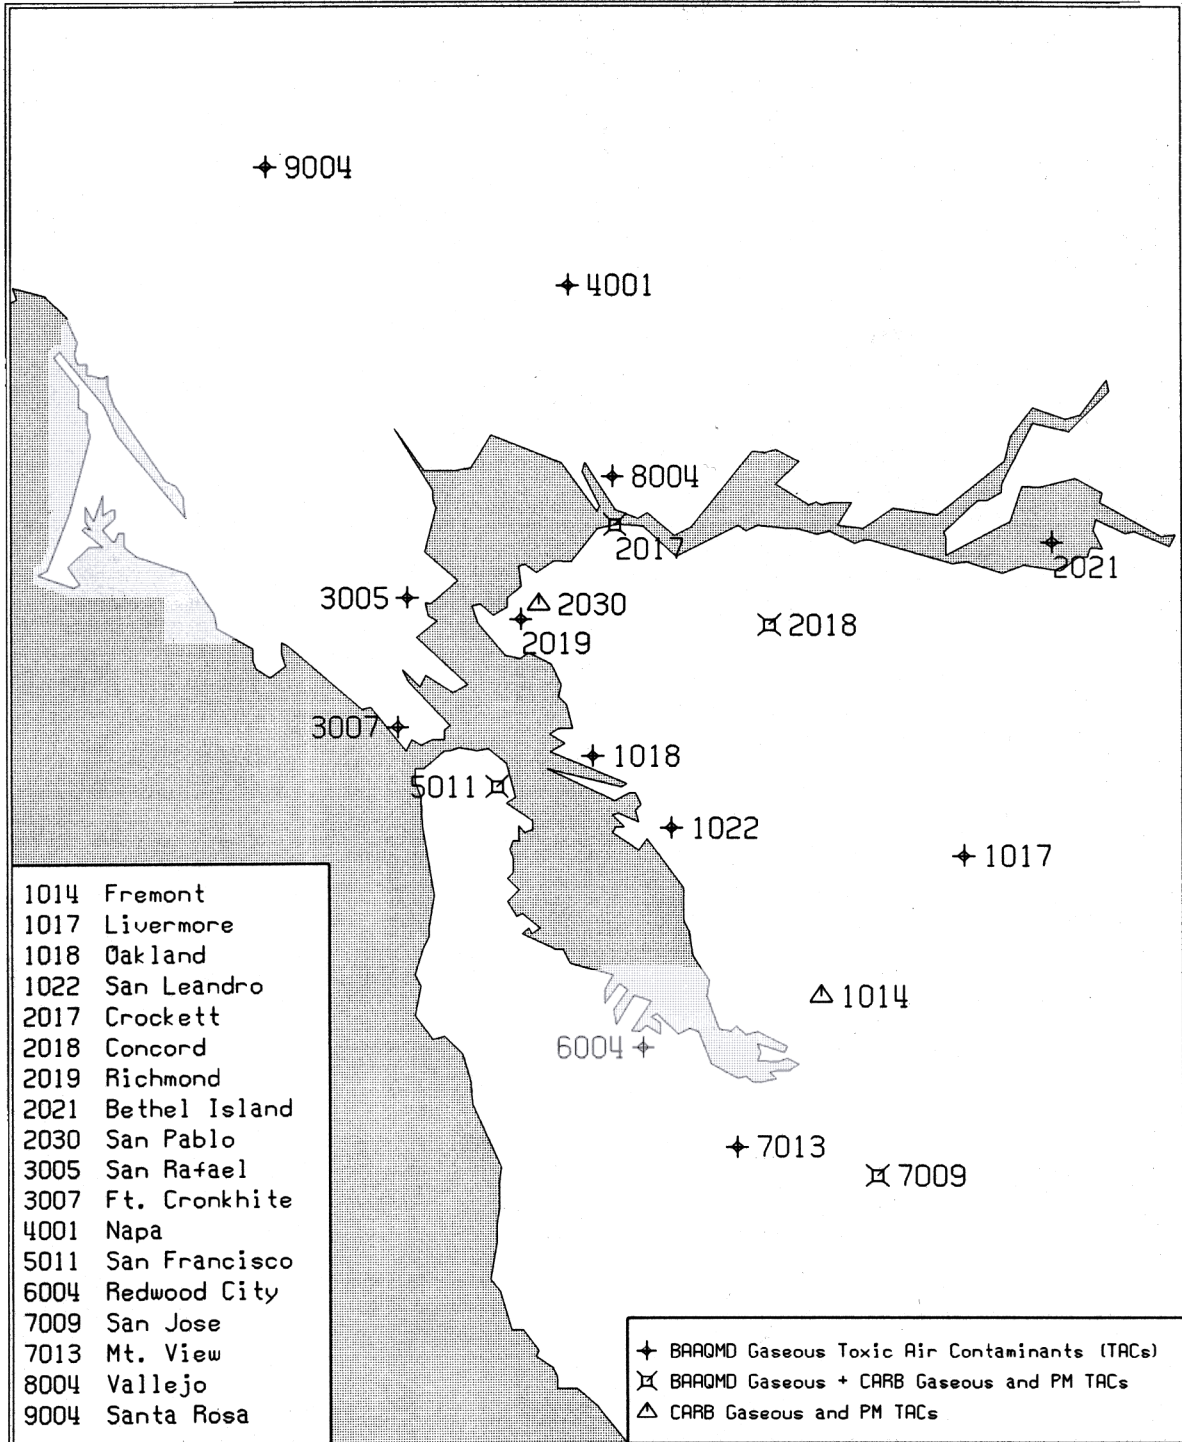 9004
4001
8004
2017
2021
3005
2030
2019
2018
3007
1018
5011
1022
1017
1014
6004
7013
7009
1014 Fremont
1017 Livermore
1018 Oakland
1022 San Leandro
2017 Crockett
2018 Concord
2019 Richmond
2021 Bethel Island
2030 San Pablo
3005 San Rafael
3007 Ft. Cronkhite
4001 Napa
5011 San Francisco
6004 Redwood City
7009 San Jose
7013 Mt. View
8004 Vallejo
9004 Santa Rosa
BAAQMD Gaseous Toxic Air Contaminants (TACs)
BAAQMD Gaseous + CARB Gaseous and PM TACs
CARB Gaseous and PM TACs